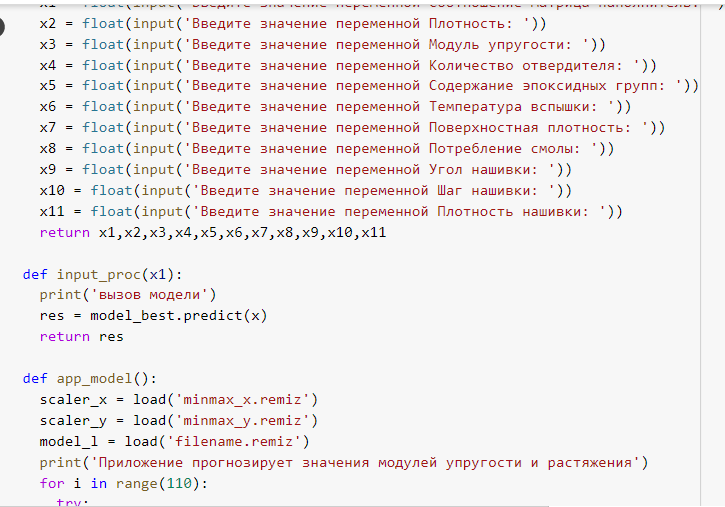 x2 = float(input('Введите значение переменной Плотность: '))
x3 = float(input('Введите значение переменной Модуль упругости: '))
x4 = float(input('Введите значение переменной Количество отвердителя: '))
x5 = float(input('Введите значение переменной Содержание эпоксидных групп: '))
x6 = float(input('Введите значение переменной Температура вспышки: '))
x7 = float(input('Введите значение переменной Поверхностная плотность: '))
x8 = float(input('Введите значение переменной Потребление смолы: '))
x9 = float(input('Введите значение переменной Угол нашивки: '))
x10 = float(input('Введите значение переменной Шаг нашивки: '))
x11 = float(input('Введите значение переменной Плотность нашивки: '))
return x1,x2,x3,x4,x5,x6,x7,x8,x9,x10,x11
def input_proc(x1):
print('вызов модели')
res = model_best.predict(x)
return res
def app_model():
scaler_x = load('minmax_x.remiz')
scaler_y = load('minmax_y.remiz')
model_l = load('filename.remiz')
print('Приложение прогнозирует значения модулей упругости и растяжения')
for i in range(110):
try: